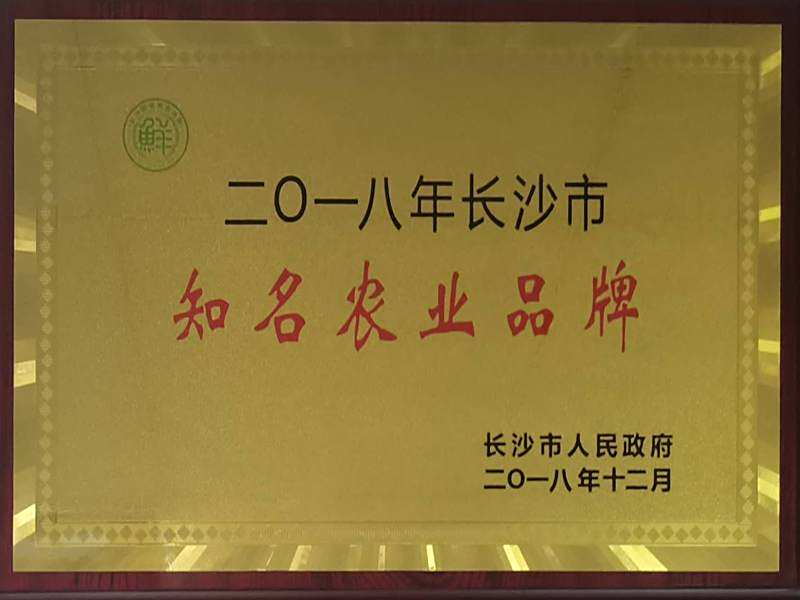 鮮
二〇一八年长沙市
知名农业品牌
长沙市人民政府
二〇一八年十二月